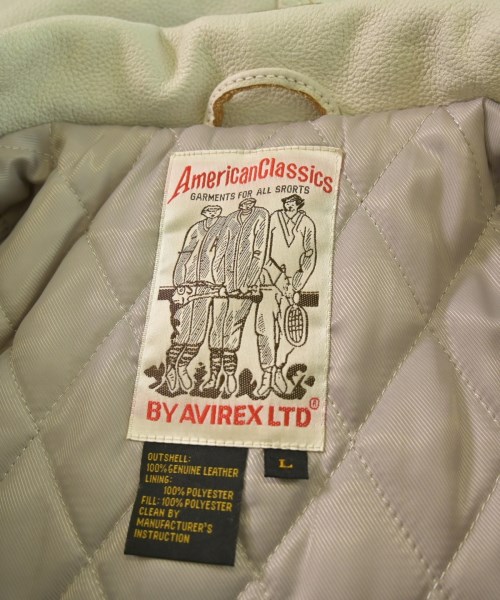 AmericanClassics
GARMENTS FOR ALL SRORTS
BY AVIREX LTD®
L
OUTSHELL:
100% GENUINE LEATHER
LINING:
100% POLYESTER
FILL: 100% POLYESTER
CLEAN BY
MANUFACTURER'S
INSTRUCTION